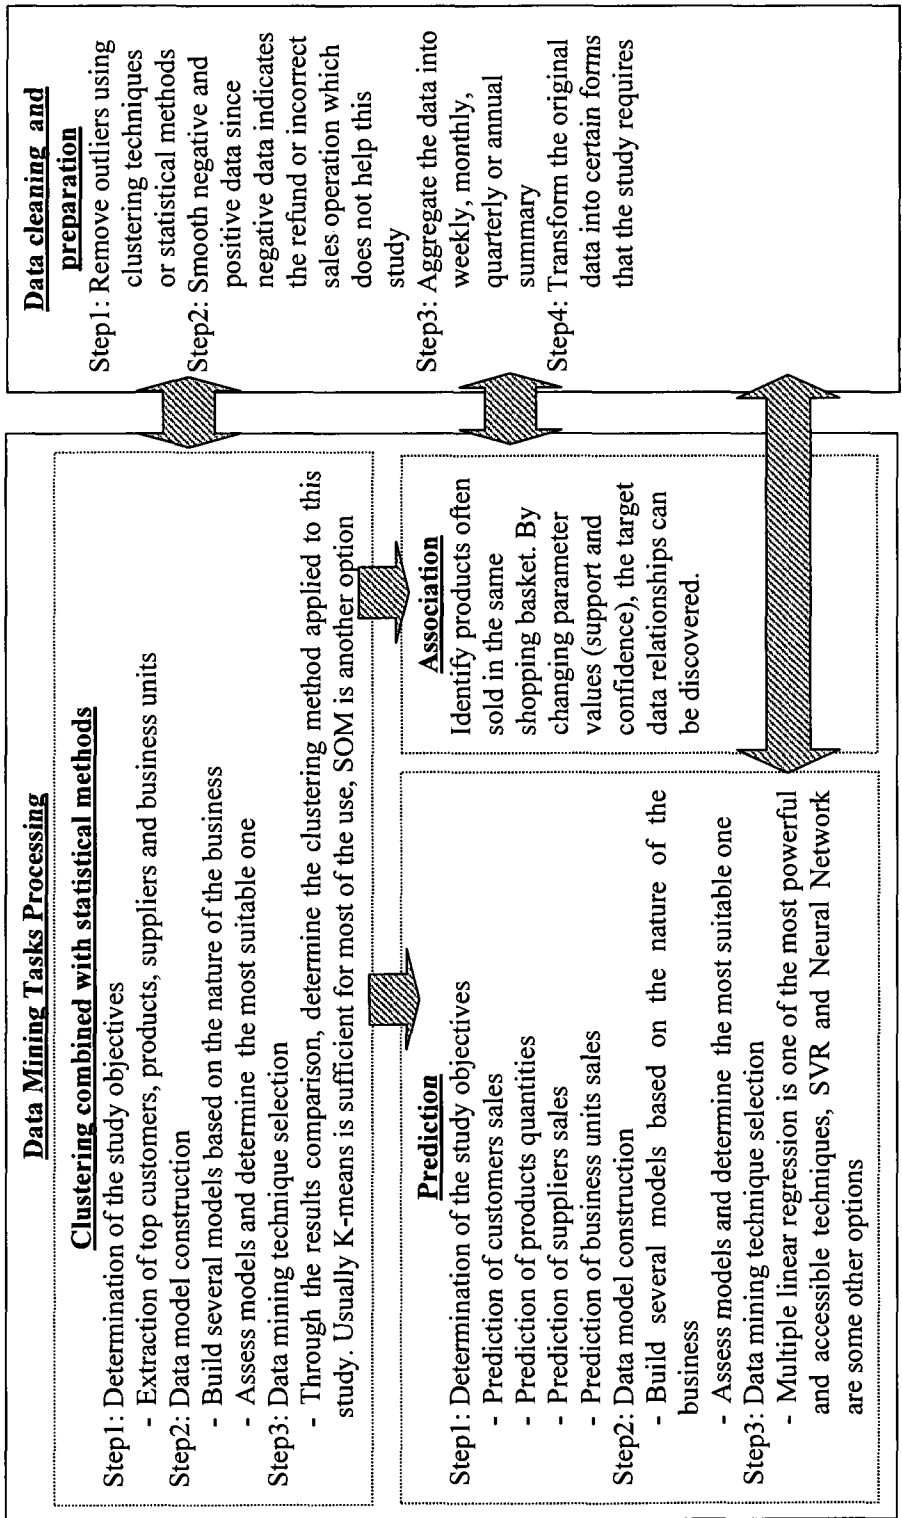 Data Mining Tasks Processing
Clustering combined with statistical methods
Step1: Determination of the study objectives
- Extraction of top customers, products, suppliers and business units
Step2: Data model construction
- Build several models based on the nature of the business
- Assess models and determine the most suitable one
Step3: Data mining technique selection
- Through the results comparison, determine the clustering method applied to this
study. Usually K-means is sufficient for most of the use, SOM is another option
Prediction
Step1: Determination of the study objectives
- Prediction of customers sales
- Prediction of products quantities
- Prediction of suppliers sales
- Prediction of business units sales
Step2: Data model construction
- Build several models based on the nature of the
business
- Assess models and determine the most suitable one
Step3: Data mining technique selection
- Multiple linear regression is one of the most powerful
and accessible techniques, SVR and Neural Network
are some other options
Association
Identify products often
sold in the same
shopping basket. By
changing parameter
values (support and
confidence), the target
data relationships can
be discovered.
Data cleaning and
preparation
Step1: Remove outliers using
clustering techniques
or statistical methods
Step2: Smooth negative and
positive data since
negative data indicates
the refund or incorrect
sales operation which
does not help this
study
Step3: Aggregate the data into
weekly, monthly,
quarterly or annual
summary
Step4: Transform the original
data into certain forms
that the study requires